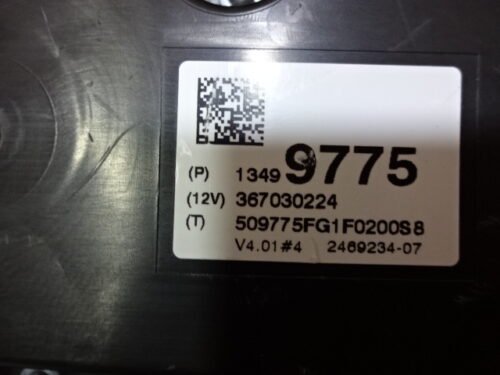 (P) 1349 9775
(12V) 367030224
(T) 509775FG1F0200S8
V4.01#4 2469234-07